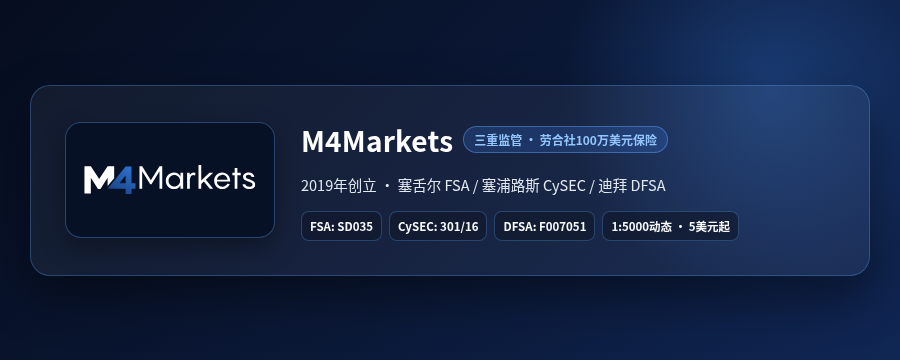 M4Markets
M4Markets
三重监管 · 劳合社100万美元保险
2019年创立 · 塞舌尔 FSA / 塞浦路斯 CySEC / 迪拜 DFSA
FSA: SD035
CySEC: 301/16
DFSA: F007051
1:5000动态 · 5美元起